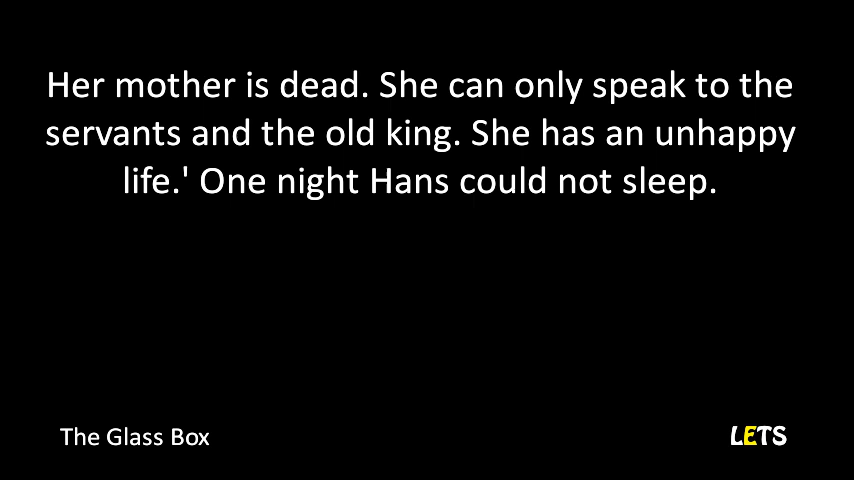 Her mother is dead. She can only speak to the
servants and the old king. She has an unhappy
life.' One night Hans could not sleep.
The Glass Box
LETS